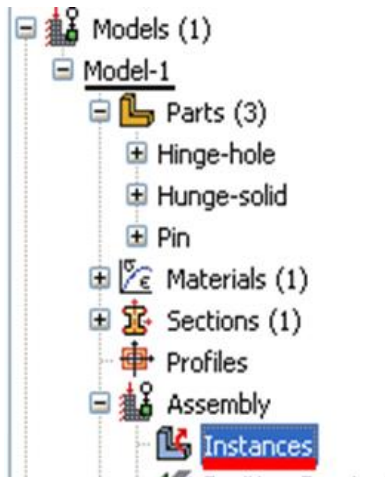 Models (1)
Model-1
Parts (3)
Hinge-hole
Hunge-solid
Pin
Materials (1)
Sections (1)
Profiles
Assembly
Instances